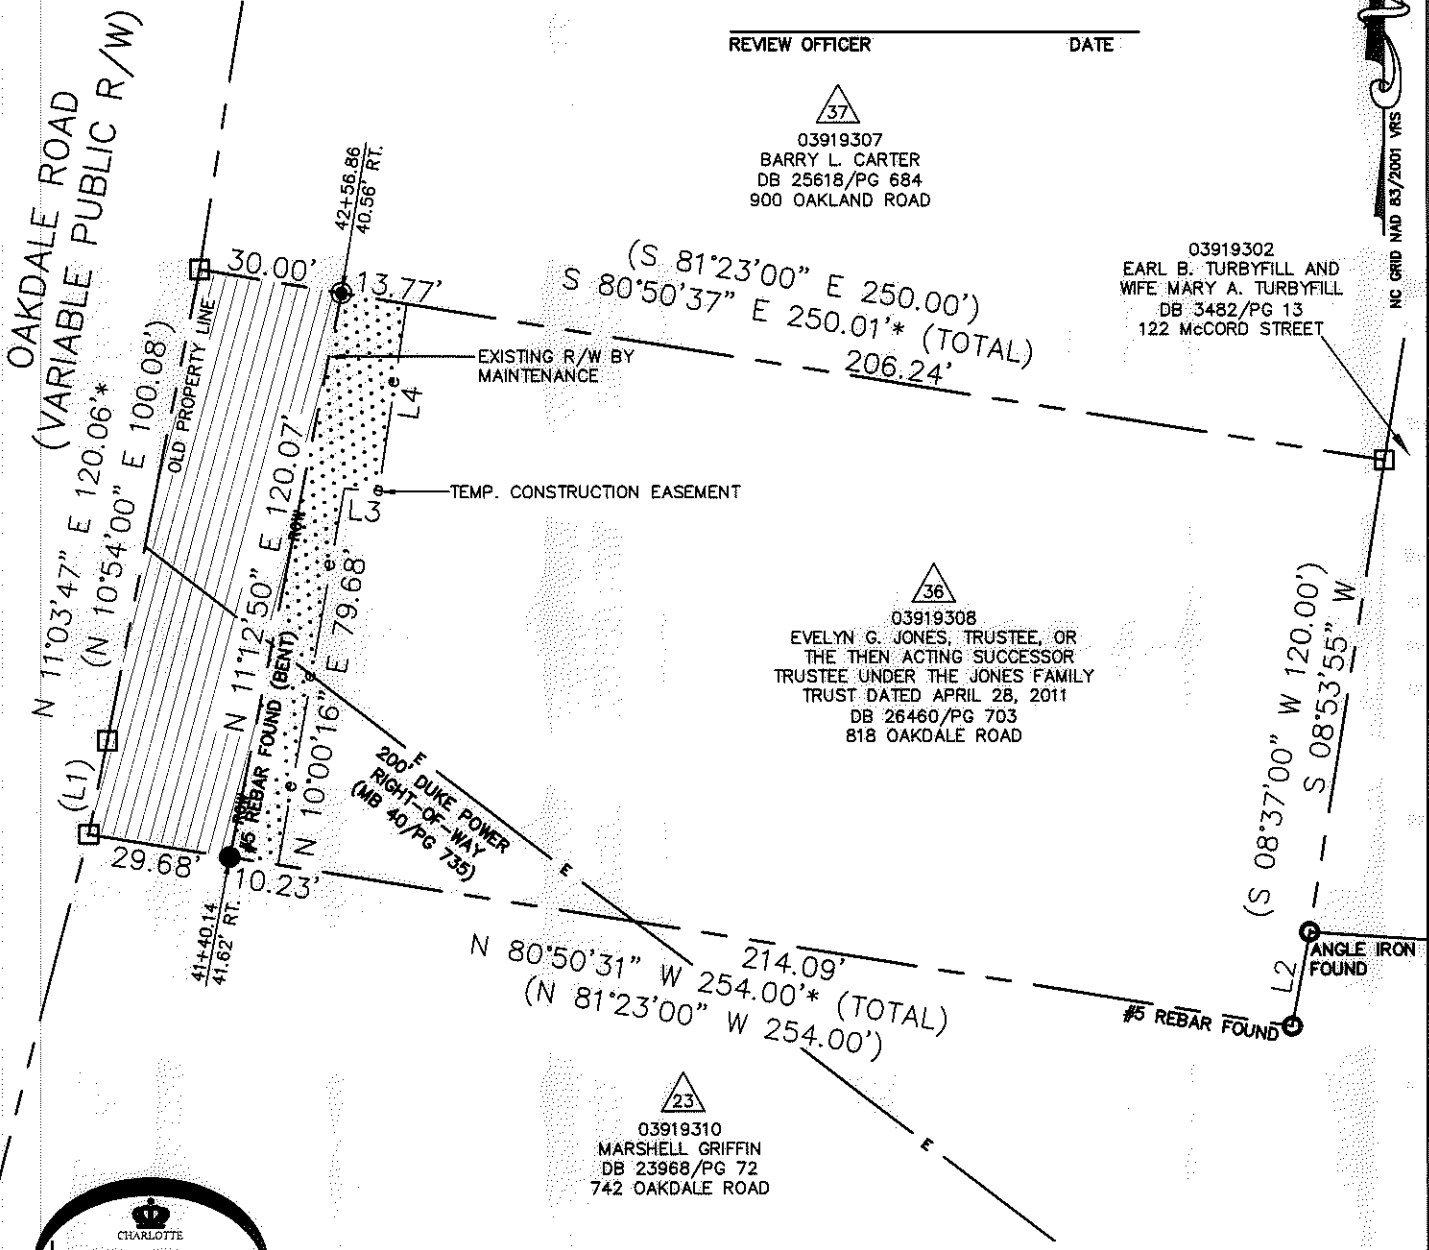 REVIEW OFFICER DATE
OAKDALE ROAD
(VARIABLE PUBLIC R/W)
37
03919307
BARRY L. CARTER
DB 25618/PG 684
900 OAKLAND ROAD
NC GRID NAD 83/2001 VRS
42+56.86
40.56' RT.
30.00'
13.77'
(S 81°23'00" E 250.00')
S 80°50'37" E 250.01'* (TOTAL)
206.24'
03919302
EARL B. TURBYFILL AND
WIFE MARY A. TURBYFILL
DB 3482/PG 13
122 McCORD STREET
EXISTING R/W BY
MAINTENANCE
OLD PROPERTY LINE
N 11°03'47" E 120.06'*
(N 10°54'00" E 100.08')
e
L4
TEMP. CONSTRUCTION EASEMENT
e
L3
ROW
N 11°12'50" E 120.07'
e
N 10°00'16" E 79.68'
e
e
36
03919308
EVELYN G. JONES, TRUSTEE, OR
THE THEN ACTING SUCCESSOR
TRUSTEE UNDER THE JONES FAMILY
TRUST DATED APRIL 28, 2011
DB 26460/PG 703
818 OAKDALE ROAD
(S 08°37'00" W 120.00')
S 08°53'55" W
(L1)
ROW
#5 REBAR FOUND (BENT)
E
200' DUKE POWER
RIGHT-OF-WAY
(MB 40/PG 735)
E
29.68'
10.23'
41+40.14
41.62' RT.
214.09'
N 80°50'31" W 254.00'* (TOTAL)
(N 81°23'00" W 254.00')
L2
ANGLE IRON
FOUND
#5 REBAR FOUND
23
03919310
MARSHELL GRIFFIN
DB 23968/PG 72
742 OAKDALE ROAD
E
CHARLOTTE